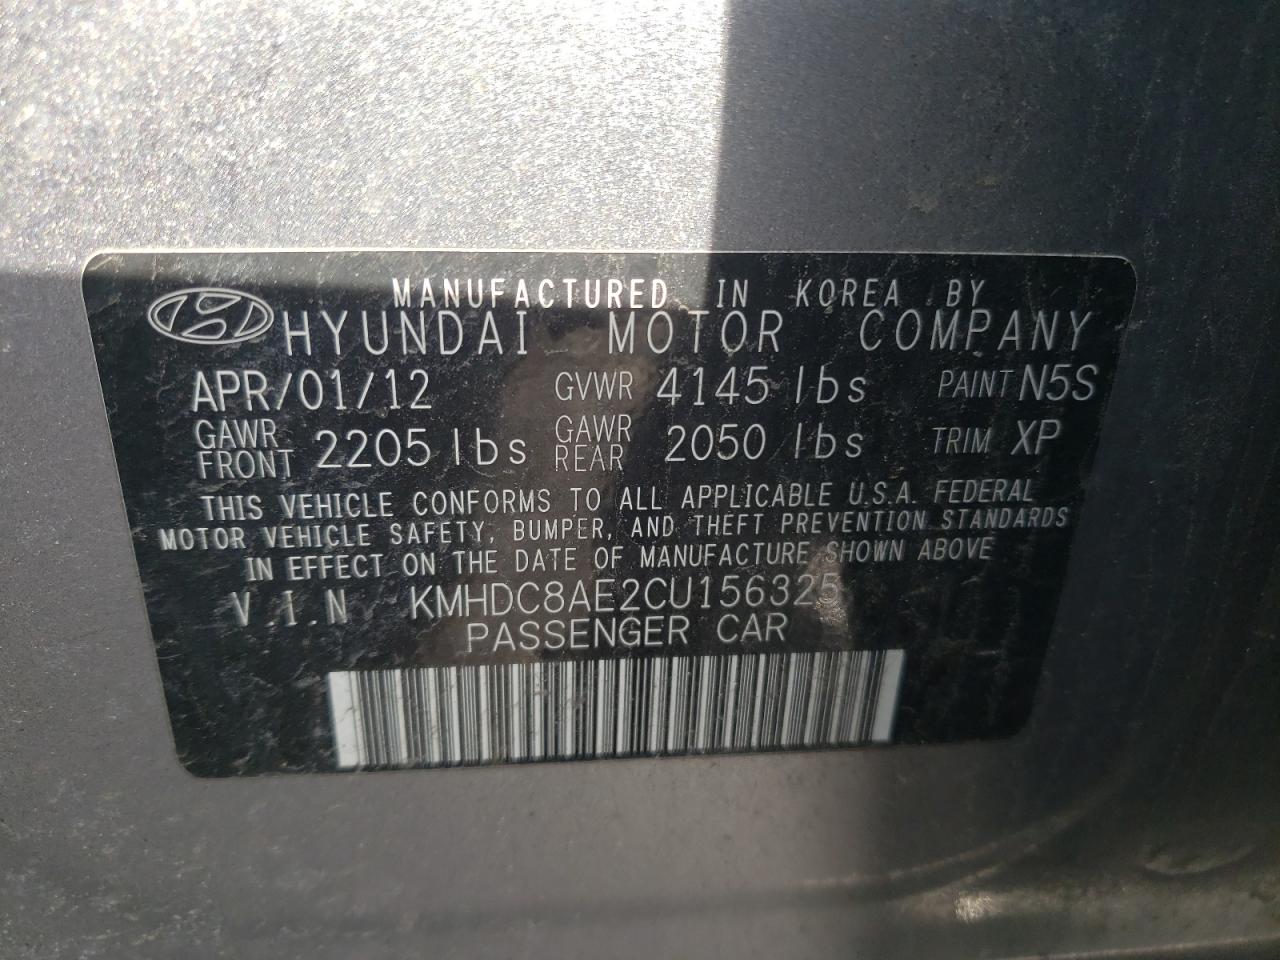 MANUFACTURED IN KOREA BY
HYUNDAI MOTOR COMPANY
APR/01/12 GVWR 4145 lbs PAINT N5S
GAWR FRONT 2205 lbs GAWR REAR 2050 lbs TRIM XP
THIS VEHICLE CONFORMS TO ALL APPLICABLE U.S.A. FEDERAL
MOTOR VEHICLE SAFETY, BUMPER, AND THEFT PREVENTION STANDARDS
IN EFFECT ON THE DATE OF MANUFACTURE SHOWN ABOVE
V.I.N KMHDC8AE2CU156325
PASSENGER CAR